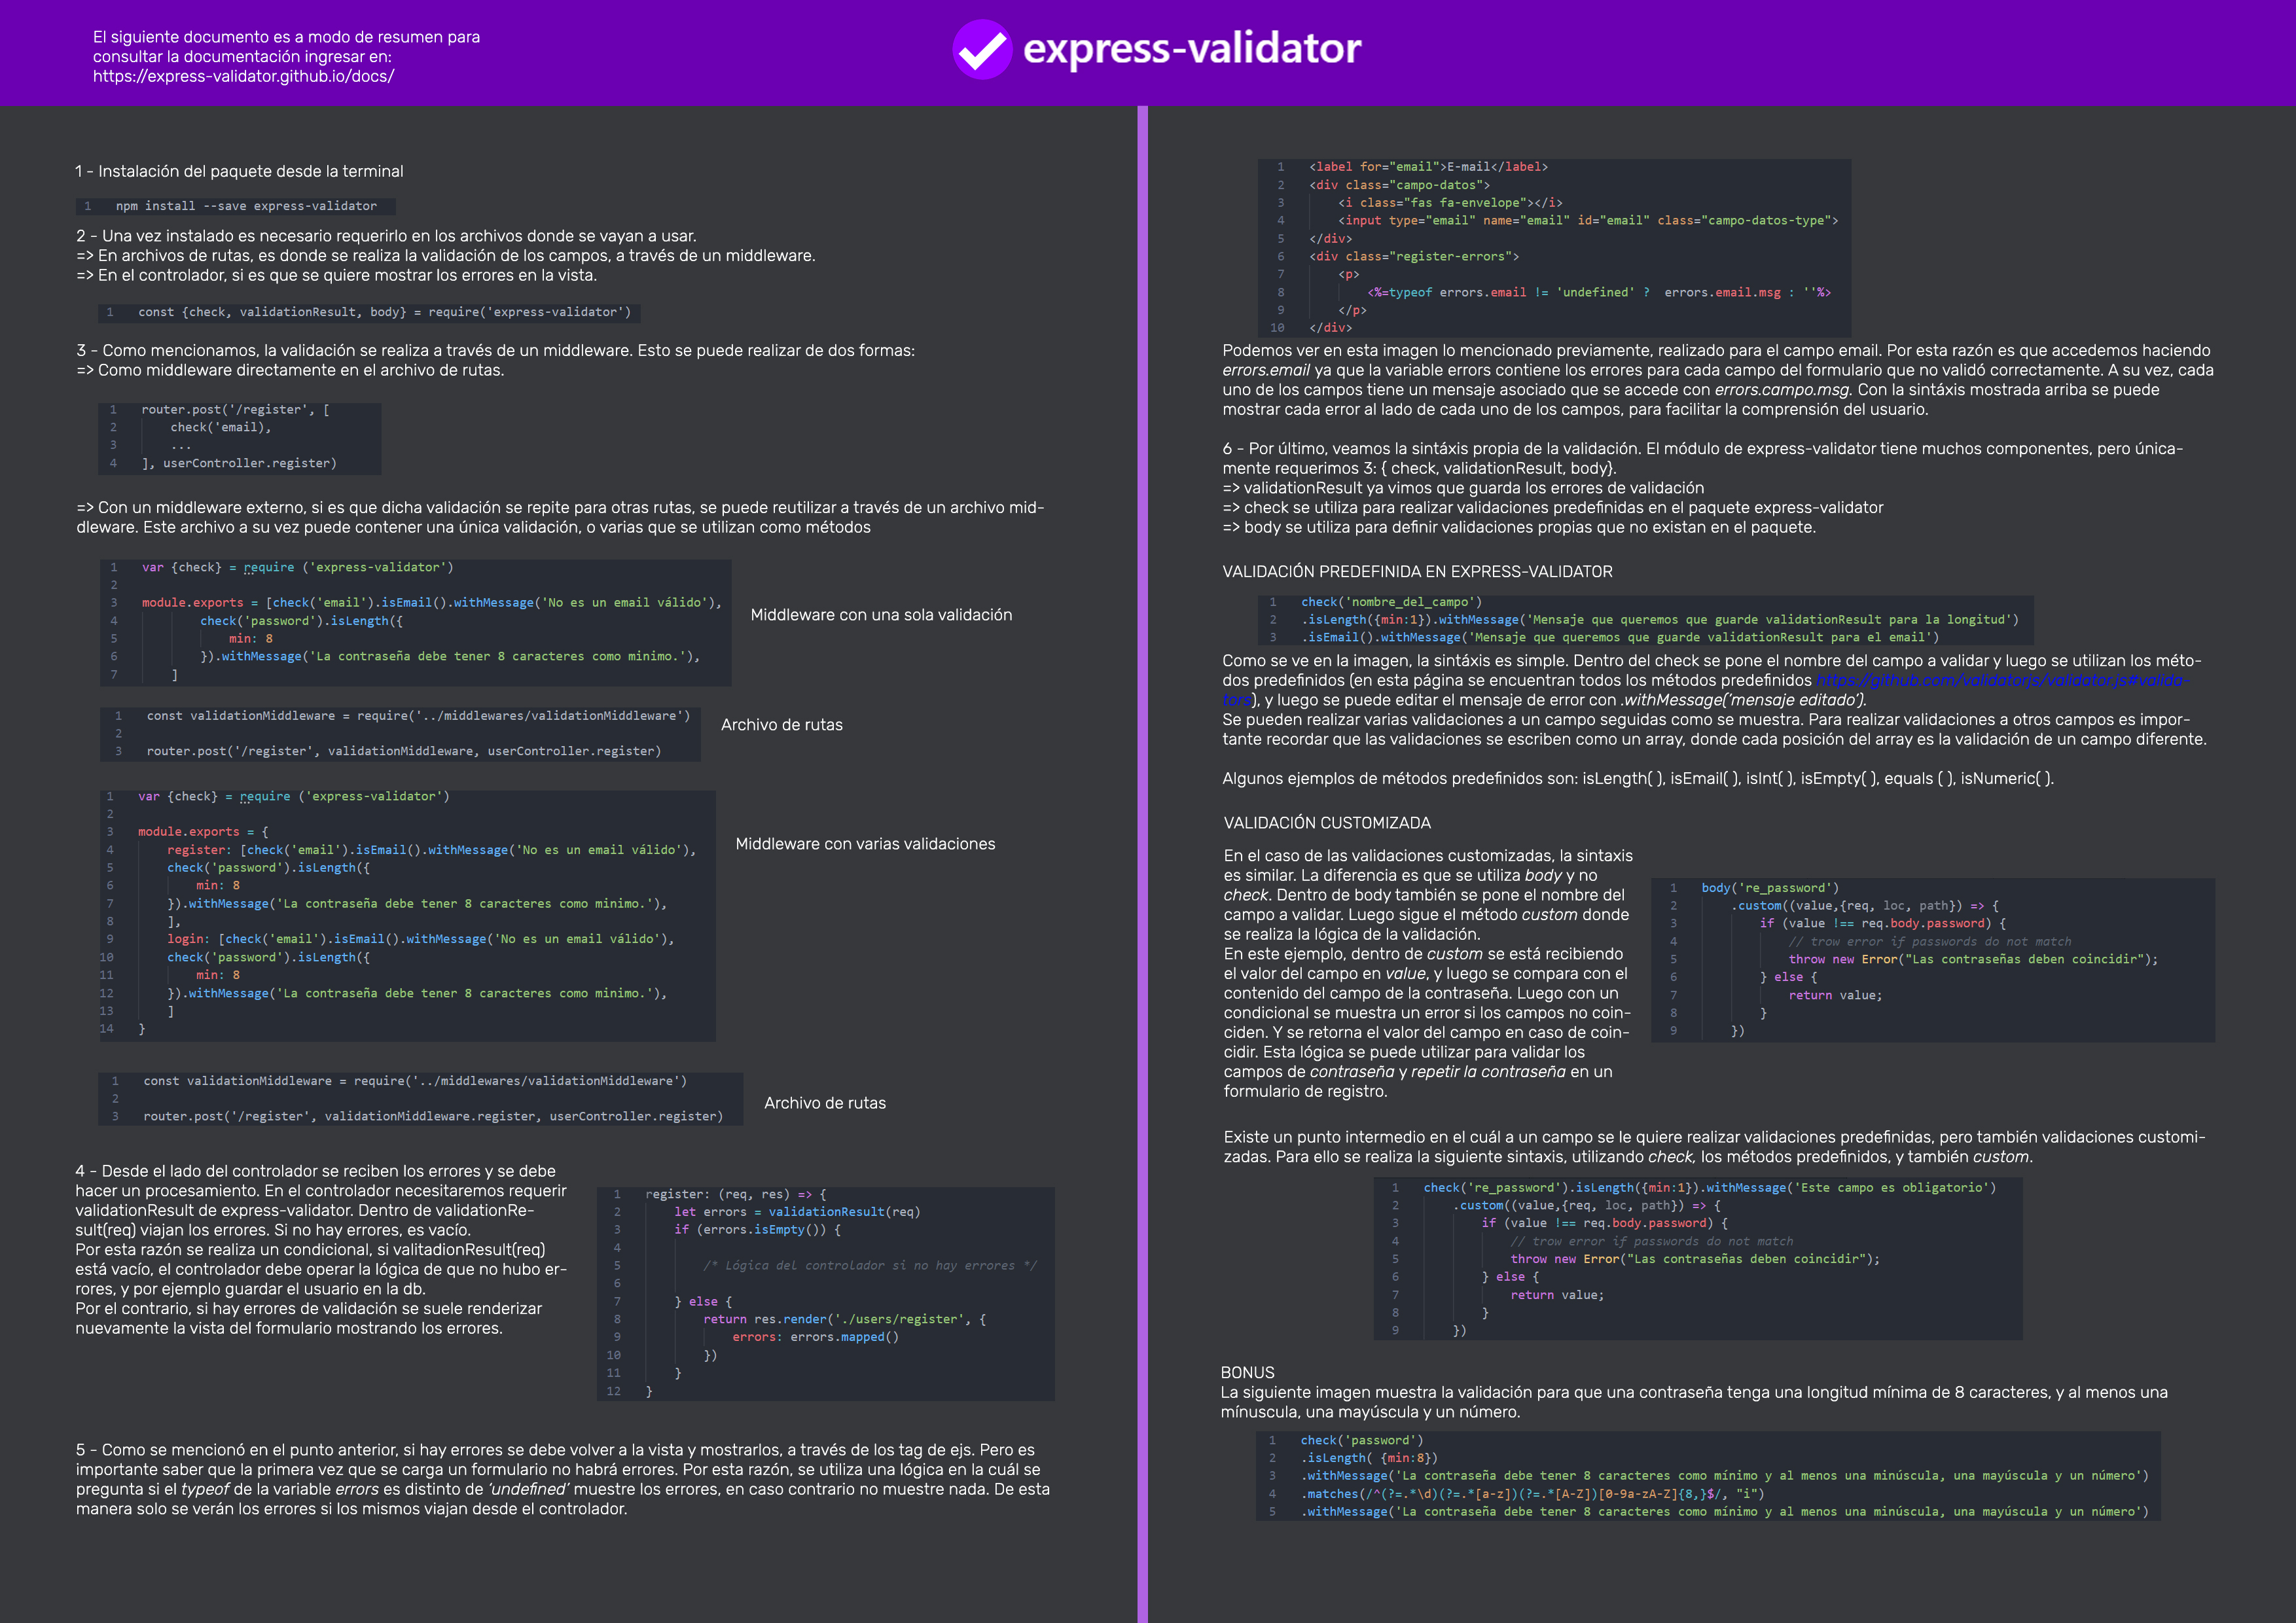 El siguiente documento es a modo de resumen para
consultar la documentación ingresar en:
https://express-validator.github.io/docs/
express-validator
1 - Instalación del paquete desde la terminal
1 npm install --save express-validator
2 - Una vez instalado es necesario requerirlo en los archivos donde se vayan a usar.
=> En archivos de rutas, es donde se realiza la validación de los campos, a través de un middleware.
=> En el controlador, si es que se quiere mostrar los errores en la vista.
1 const {check, validationResult, body} = require('express-validator')
3 - Como mencionamos, la validación se realiza a través de un middleware. Esto se puede realizar de dos formas:
=> Como middleware directamente en el archivo de rutas.
1 router.post('/register', [
2 check('email),
3 ...
4 ], userController.register)
=> Con un middleware externo, si es que dicha validación se repite para otras rutas, se puede reutilizar a través de un archivo mid-
dleware. Este archivo a su vez puede contener una única validación, o varias que se utilizan como métodos
1 var {check} = require ('express-validator')
2
3 module.exports = [check('email').isEmail().withMessage('No es un email válido'),
4 check('password').isLength({
5 min: 8
6 }).withMessage('La contraseña debe tener 8 caracteres como minimo.'),
7 ]
Middleware con una sola validación
1 const validationMiddleware = require('../middlewares/validationMiddleware')
2
3 router.post('/register', validationMiddleware, userController.register)
Archivo de rutas
1 var {check} = require ('express-validator')
2
3 module.exports = {
4 register: [check('email').isEmail().withMessage('No es un email válido'),
5 check('password').isLength({
6 min: 8
7 }).withMessage('La contraseña debe tener 8 caracteres como minimo.'),
8 ],
9 login: [check('email').isEmail().withMessage('No es un email válido'),
10 check('password').isLength({
11 min: 8
12 }).withMessage('La contraseña debe tener 8 caracteres como minimo.'),
13 ]
14 }
Middleware con varias validaciones
1 const validationMiddleware = require('../middlewares/validationMiddleware')
2
3 router.post('/register', validationMiddleware.register, userController.register)
Archivo de rutas
4 - Desde el lado del controlador se reciben los errores y se debe
hacer un procesamiento. En el controlador necesitaremos requerir
validationResult de express-validator. Dentro de validationRe-
sult(req) viajan los errores. Si no hay errores, es vacío.
Por esta razón se realiza un condicional, si valitadionResult(req)
está vacío, el controlador debe operar la lógica de que no hubo er-
rores, y por ejemplo guardar el usuario en la db.
Por el contrario, si hay errores de validación se suele renderizar
nuevamente la vista del formulario mostrando los errores.
1 register: (req, res) => {
2 let errors = validationResult(req)
3 if (errors.isEmpty()) {
4
5 /* Lógica del controlador si no hay errores */
6
7 } else {
8 return res.render('./users/register', {
9 errors: errors.mapped()
10 })
11 }
12 }
5 - Como se mencionó en el punto anterior, si hay errores se debe volver a la vista y mostrarlos, a través de los tag de ejs. Pero es
importante saber que la primera vez que se carga un formulario no habrá errores. Por esta razón, se utiliza una lógica en la cuál se
pregunta si el typeof de la variable errors es distinto de ‘undefined’ muestre los errores, en caso contrario no muestre nada. De esta
manera solo se verán los errores si los mismos viajan desde el controlador.
1 <label for="email">E-mail</label>
2 <div class="campo-datos">
3 <i class="fas fa-envelope"></i>
4 <input type="email" name="email" id="email" class="campo-datos-type">
5 </div>
6 <div class="register-errors">
7 <p>
8 <%=typeof errors.email != 'undefined' ? errors.email.msg : ''%>
9 </p>
10 </div>
Podemos ver en esta imagen lo mencionado previamente, realizado para el campo email. Por esta razón es que accedemos haciendo
errors.email ya que la variable errors contiene los errores para cada campo del formulario que no validó correctamente. A su vez, cada
uno de los campos tiene un mensaje asociado que se accede con errors.campo.msg. Con la sintáxis mostrada arriba se puede
mostrar cada error al lado de cada uno de los campos, para facilitar la comprensión del usuario.
6 - Por último, veamos la sintáxis propia de la validación. El módulo de express-validator tiene muchos componentes, pero única-
mente requerimos 3: { check, validationResult, body}.
=> validationResult ya vimos que guarda los errores de validación
=> check se utiliza para realizar validaciones predefinidas en el paquete express-validator
=> body se utiliza para definir validaciones propias que no existan en el paquete.
VALIDACIÓN PREDEFINIDA EN EXPRESS-VALIDATOR
1 check('nombre_del_campo')
2 .isLength({min:1}).withMessage('Mensaje que queremos que guarde validationResult para la longitud')
3 .isEmail().withMessage('Mensaje que queremos que guarde validationResult para el email')
Como se ve en la imagen, la sintáxis es simple. Dentro del check se pone el nombre del campo a validar y luego se utilizan los méto-
dos predefinidos (en esta página se encuentran todos los métodos predefinidos https://github.com/validatorjs/validator.js#valida-
tors), y luego se puede editar el mensaje de error con .withMessage(‘mensaje editado’).
Se pueden realizar varias validaciones a un campo seguidas como se muestra. Para realizar validaciones a otros campos es impor-
tante recordar que las validaciones se escriben como un array, donde cada posición del array es la validación de un campo diferente.
Algunos ejemplos de métodos predefinidos son: isLength( ), isEmail( ), isInt( ), isEmpty( ), equals ( ), isNumeric( ).
VALIDACIÓN CUSTOMIZADA
En el caso de las validaciones customizadas, la sintaxis
es similar. La diferencia es que se utiliza body y no
check. Dentro de body también se pone el nombre del
campo a validar. Luego sigue el método custom donde
se realiza la lógica de la validación.
En este ejemplo, dentro de custom se está recibiendo
el valor del campo en value, y luego se compara con el
contenido del campo de la contraseña. Luego con un
condicional se muestra un error si los campos no coin-
ciden. Y se retorna el valor del campo en caso de coin-
cidir. Esta lógica se puede utilizar para validar los
campos de contraseña y repetir la contraseña en un
formulario de registro.
1 body('re_password')
2 .custom((value,{req, loc, path}) => {
3 if (value !== req.body.password) {
4 // trow error if passwords do not match
5 throw new Error("Las contraseñas deben coincidir");
6 } else {
7 return value;
8 }
9 })
Existe un punto intermedio en el cuál a un campo se le quiere realizar validaciones predefinidas, pero también validaciones customi-
zadas. Para ello se realiza la siguiente sintaxis, utilizando check, los métodos predefinidos, y también custom.
1 check('re_password').isLength({min:1}).withMessage('Este campo es obligatorio')
2 .custom((value,{req, loc, path}) => {
3 if (value !== req.body.password) {
4 // trow error if passwords do not match
5 throw new Error("Las contraseñas deben coincidir");
6 } else {
7 return value;
8 }
9 })
BONUS
La siguiente imagen muestra la validación para que una contraseña tenga una longitud mínima de 8 caracteres, y al menos una
mínuscula, una mayúscula y un número.
1 check('password')
2 .isLength( {min:8})
3 .withMessage('La contraseña debe tener 8 caracteres como mínimo y al menos una minúscula, una mayúscula y un número')
4 .matches(/^(?=.*\d)(?=.*[a-z])(?=.*[A-Z])[0-9a-zA-Z]{8,}$/, "i")
5 .withMessage('La contraseña debe tener 8 caracteres como mínimo y al menos una minúscula, una mayúscula y un número')